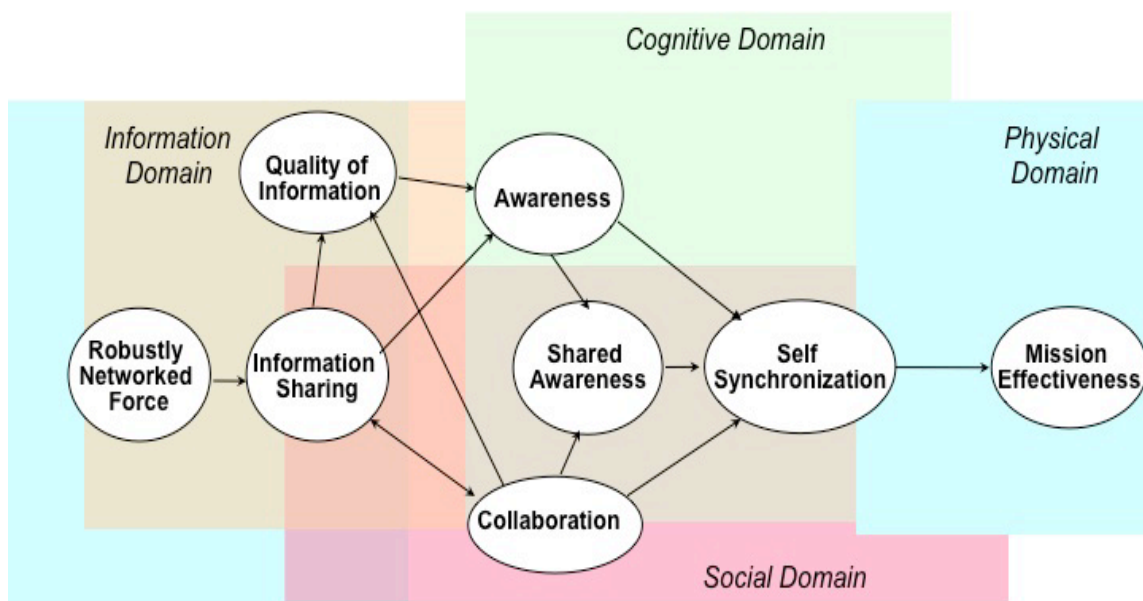 Cognitive Domain
Information
Domain
Physical
Domain
Quality of
Information
Awareness
Robustly
Networked
Force
Information
Sharing
Shared
Awareness
Self
Synchronization
Mission
Effectiveness
Collaboration
Social Domain